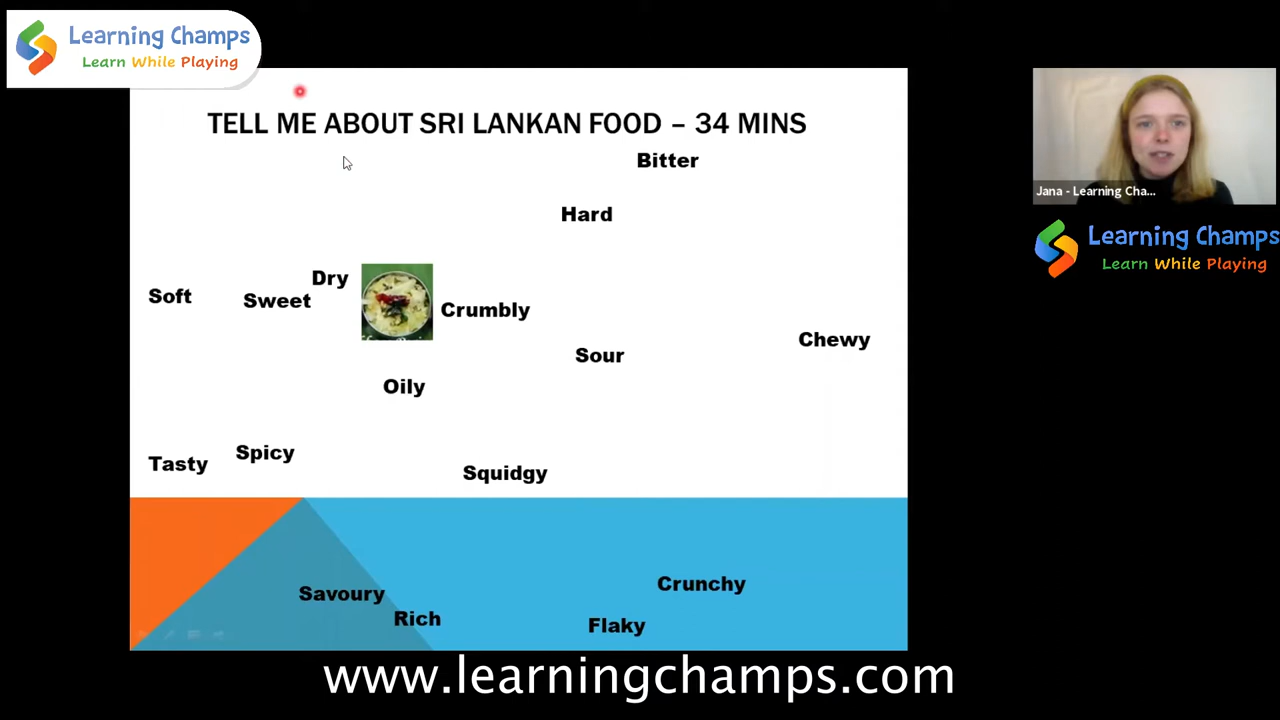 Learning Champs
Learn While Playing
TELL ME ABOUT SRI LANKAN FOOD – 34 MINS
Bitter
Hard
Dry
Soft
Sweet
Crumbly
Sour
Chewy
Oily
Tasty
Spicy
Squidgy
Savoury
Rich
Crunchy
Flaky
Jana - Learning Cha...
Learning Champs
Learn While Playing
www.learningchamps.com